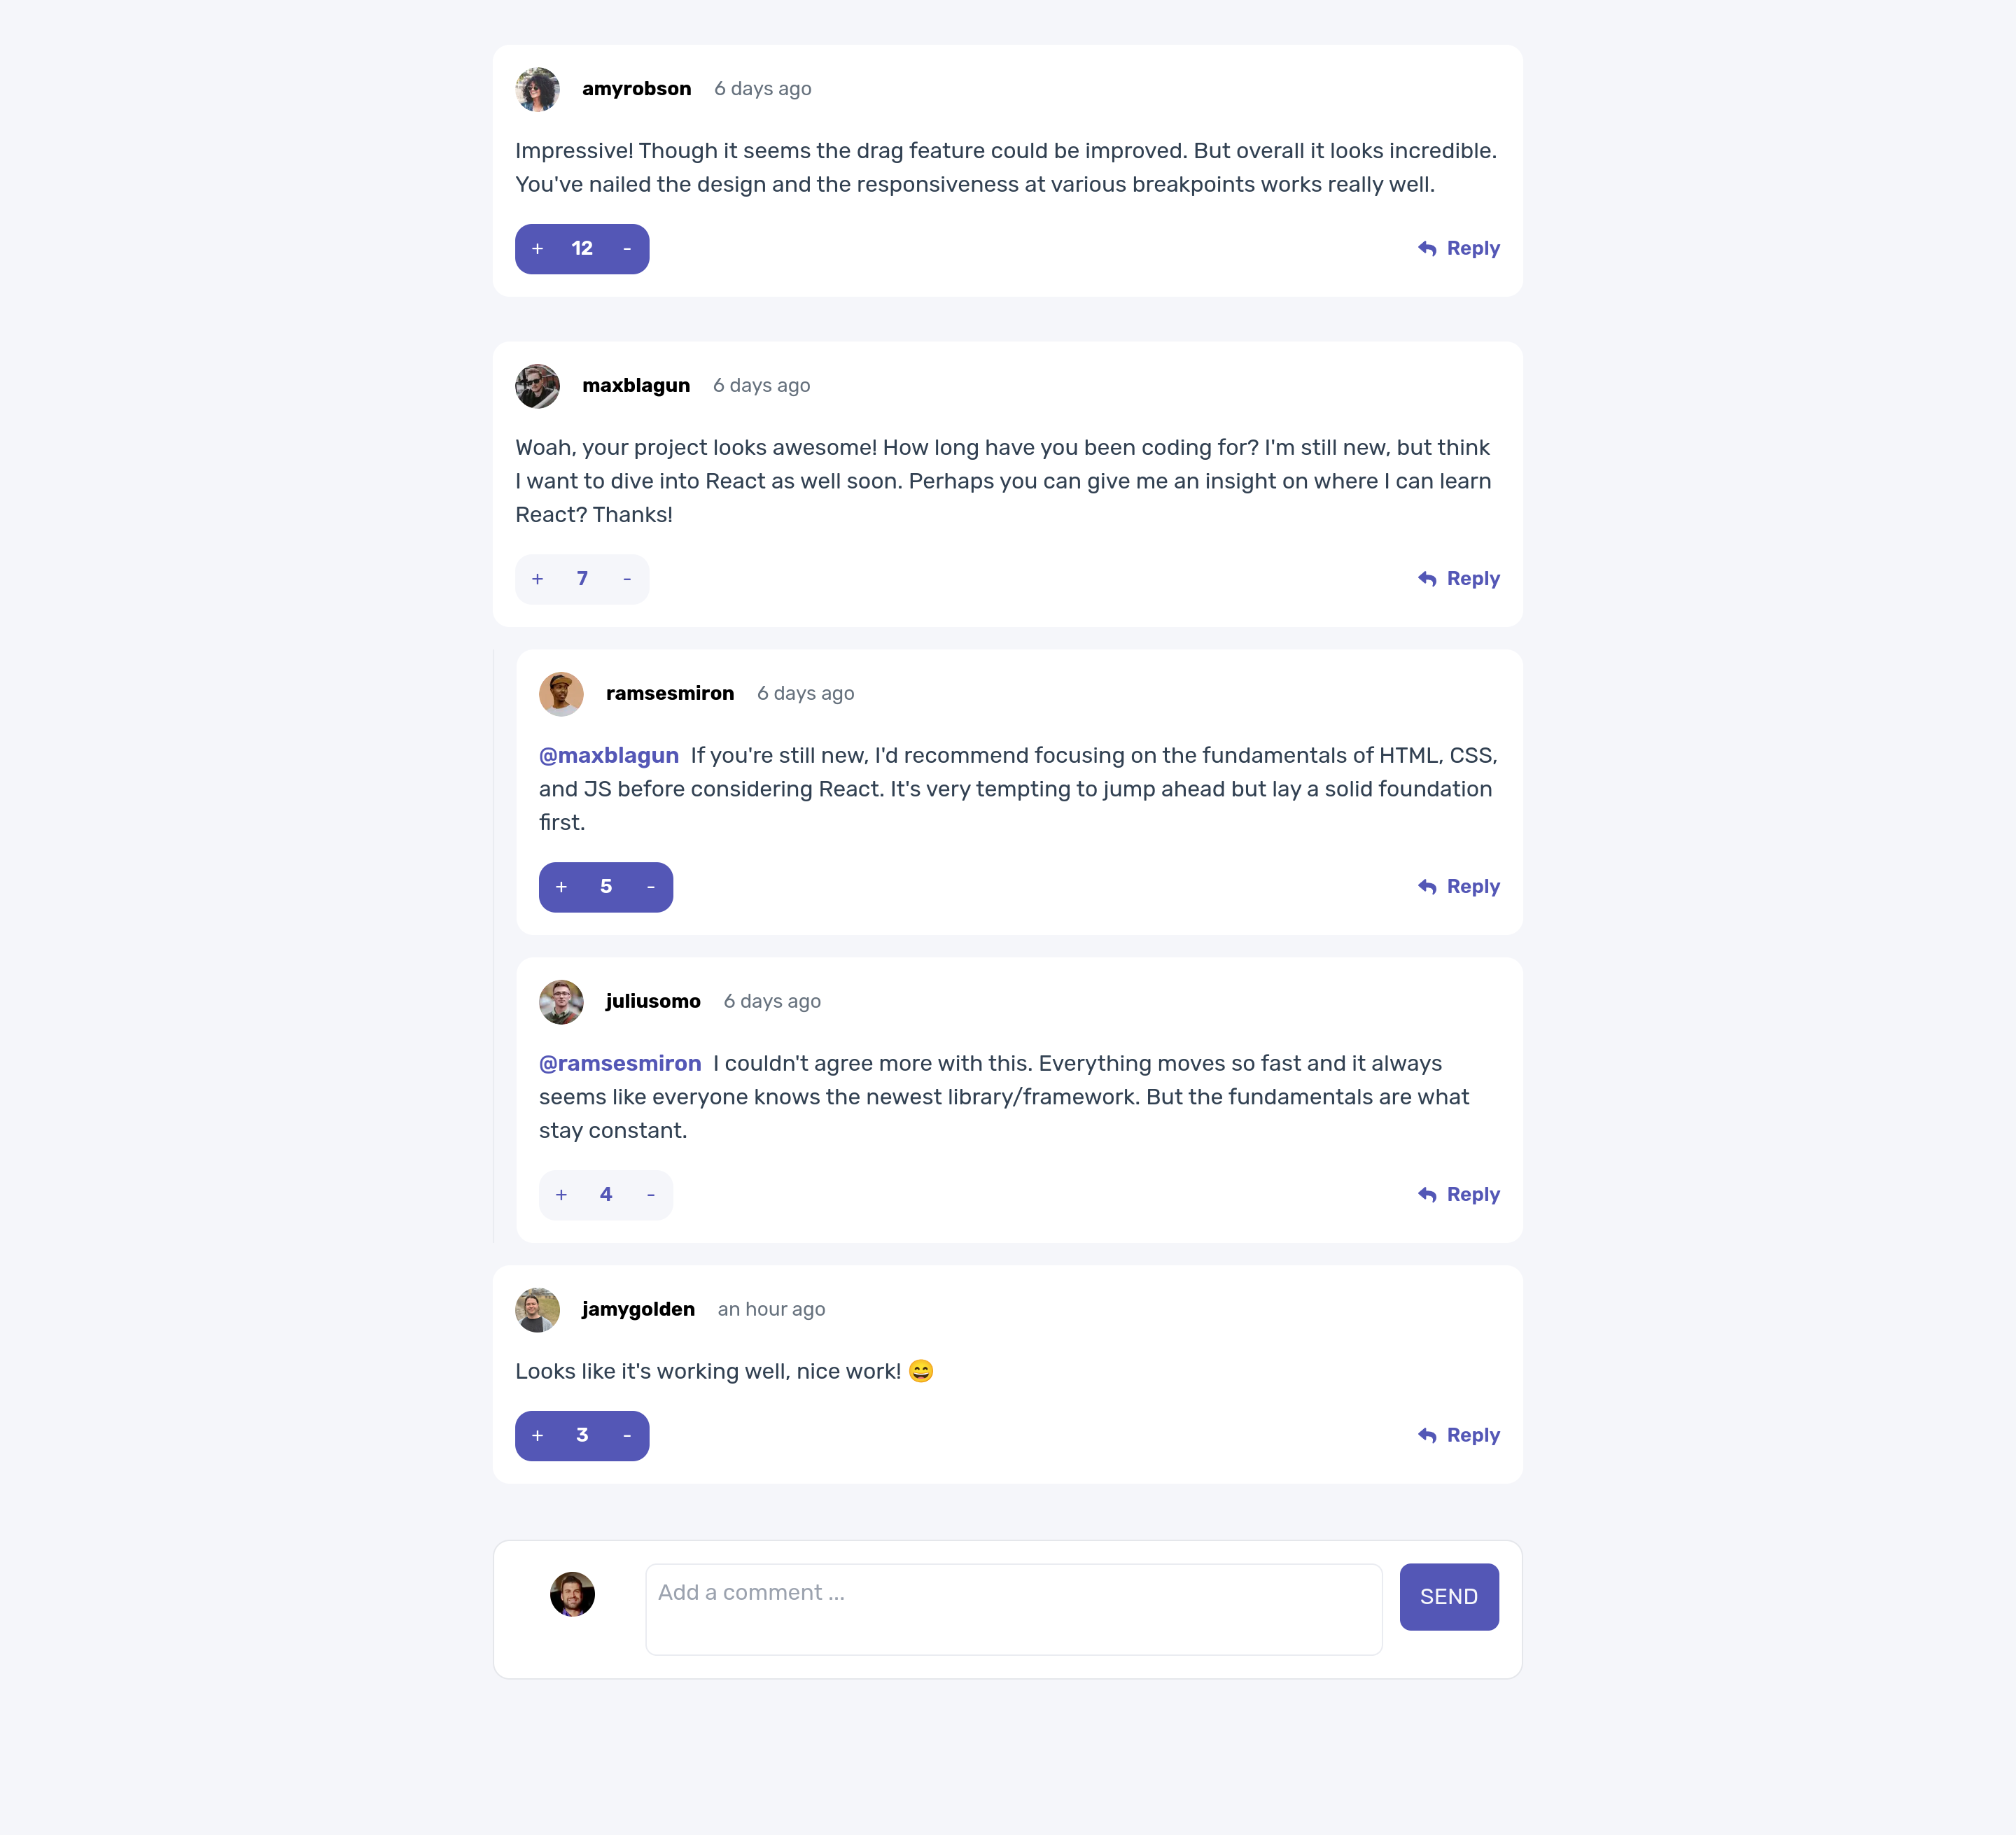 amyrobson 6 days ago
Impressive! Though it seems the drag feature could be improved. But overall it looks incredible.
You've nailed the design and the responsiveness at various breakpoints works really well.
+ 12 - Reply
maxblagun 6 days ago
Woah, your project looks awesome! How long have you been coding for? I'm still new, but think
I want to dive into React as well soon. Perhaps you can give me an insight on where I can learn
React? Thanks!
+ 7 - Reply
ramsesmiron 6 days ago
@maxblagun If you're still new, I'd recommend focusing on the fundamentals of HTML, CSS,
and JS before considering React. It's very tempting to jump ahead but lay a solid foundation
first.
+ 5 - Reply
juliusomo 6 days ago
@ramsesmiron I couldn't agree more with this. Everything moves so fast and it always
seems like everyone knows the newest library/framework. But the fundamentals are what
stay constant.
+ 4 - Reply
jamygolden an hour ago
Looks like it's working well, nice work! 😄
+ 3 - Reply
Add a comment ... SEND